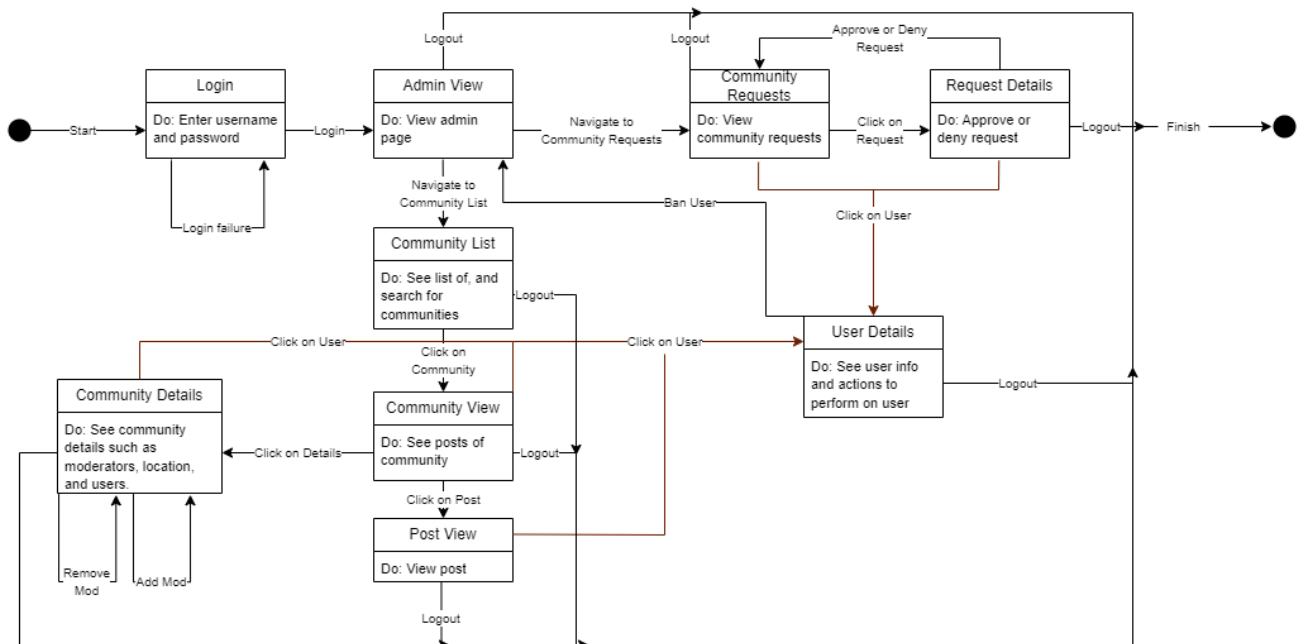 Logout
Logout
Approve or Deny
Request
Login
Do: Enter username
and password
Admin View
Do: View admin
page
Community
Requests
Do: View
community requests
Request Details
Do: Approve or
deny request
Start
Login
Navigate to
Community Requests
Click on
Request
Logout
Finish
Login failure
Navigate to
Community List
Ban User
Click on User
Community List
Do: See list of, and
search for
communities
Logout
Click on User
Click on
Community
Click on User
User Details
Do: See user info
and actions to
perform on user
Logout
Community Details
Do: See community
details such as
moderators, location,
and users.
Click on Details
Community View
Do: See posts of
community
Logout
Click on Post
Remove
Mod
Add Mod
Post View
Do: View post
Logout